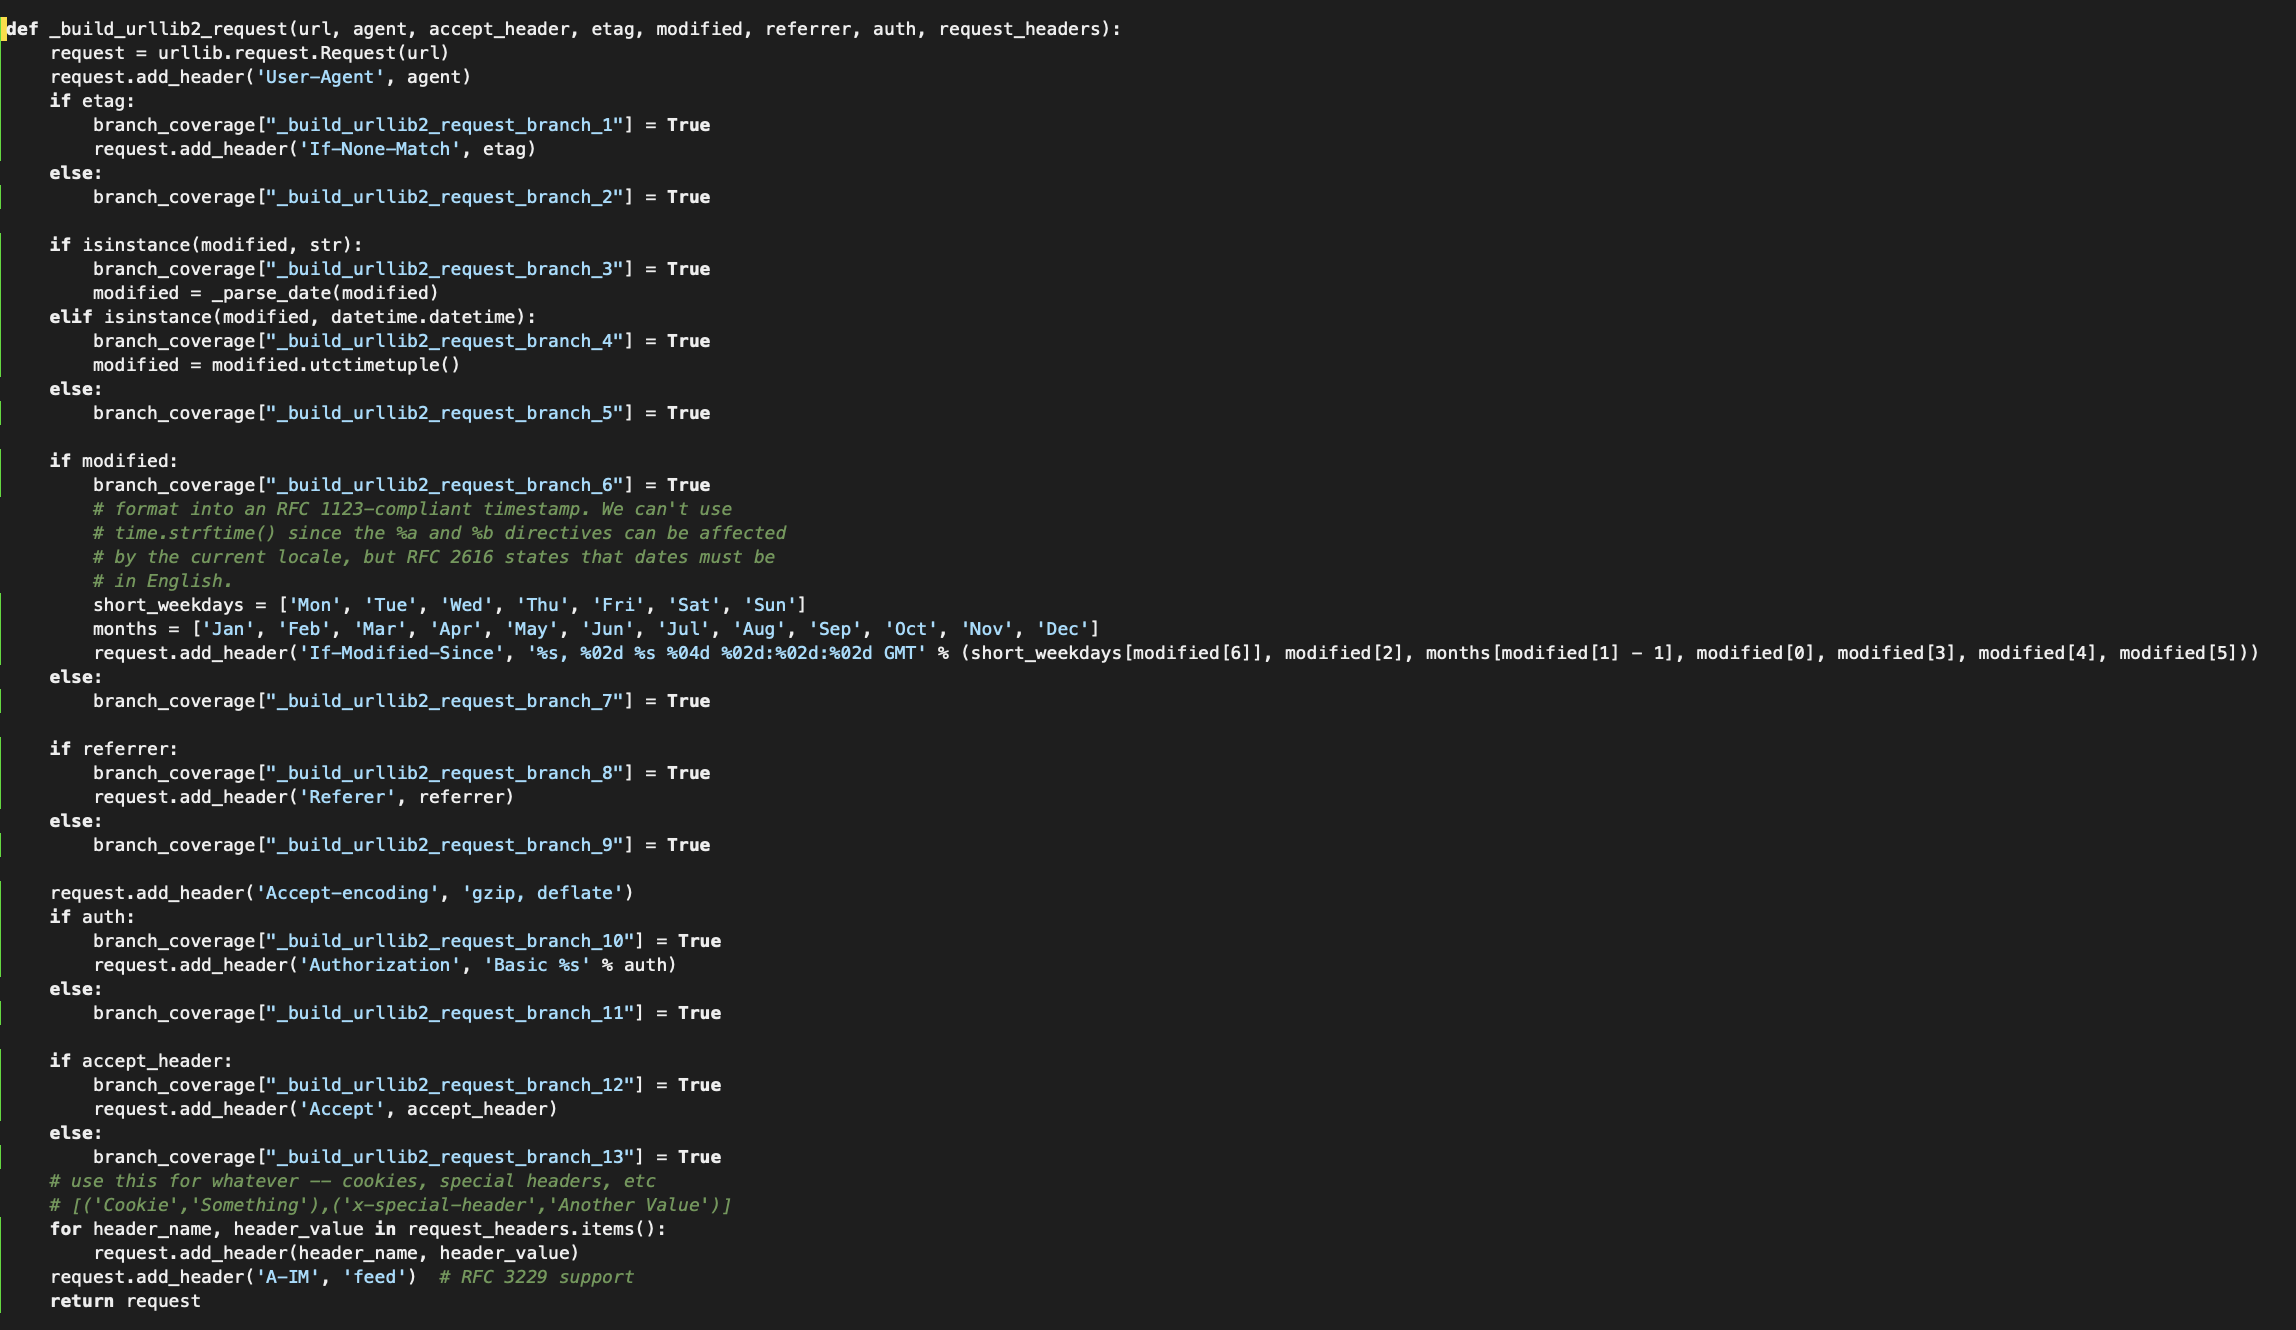 def _build_urllib2_request(url, agent, accept_header, etag, modified, referrer, auth, request_headers):
    request = urllib.request.Request(url)
    request.add_header('User-Agent', agent)
    if etag:
        branch_coverage["_build_urllib2_request_branch_1"] = True
        request.add_header('If-None-Match', etag)
    else:
        branch_coverage["_build_urllib2_request_branch_2"] = True

    if isinstance(modified, str):
        branch_coverage["_build_urllib2_request_branch_3"] = True
        modified = _parse_date(modified)
    elif isinstance(modified, datetime.datetime):
        branch_coverage["_build_urllib2_request_branch_4"] = True
        modified = modified.utctimetuple()
    else:
        branch_coverage["_build_urllib2_request_branch_5"] = True

    if modified:
        branch_coverage["_build_urllib2_request_branch_6"] = True
        # format into an RFC 1123-compliant timestamp. We can't use
        # time.strftime() since the %a and %b directives can be affected
        # by the current locale, but RFC 2616 states that dates must be
        # in English.
        short_weekdays = ['Mon', 'Tue', 'Wed', 'Thu', 'Fri', 'Sat', 'Sun']
        months = ['Jan', 'Feb', 'Mar', 'Apr', 'May', 'Jun', 'Jul', 'Aug', 'Sep', 'Oct', 'Nov', 'Dec']
        request.add_header('If-Modified-Since', '%s, %02d %s %04d %02d:%02d:%02d GMT' % (short_weekdays[modified[6]], modified[2], months[modified[1] - 1], modified[0], modified[3], modified[4], modified[5]))
    else:
        branch_coverage["_build_urllib2_request_branch_7"] = True

    if referrer:
        branch_coverage["_build_urllib2_request_branch_8"] = True
        request.add_header('Referer', referrer)
    else:
        branch_coverage["_build_urllib2_request_branch_9"] = True

    request.add_header('Accept-encoding', 'gzip, deflate')
    if auth:
        branch_coverage["_build_urllib2_request_branch_10"] = True
        request.add_header('Authorization', 'Basic %s' % auth)
    else:
        branch_coverage["_build_urllib2_request_branch_11"] = True

    if accept_header:
        branch_coverage["_build_urllib2_request_branch_12"] = True
        request.add_header('Accept', accept_header)
    else:
        branch_coverage["_build_urllib2_request_branch_13"] = True
    # use this for whatever -- cookies, special headers, etc
    # [('Cookie','Something'),('x-special-header','Another Value')]
    for header_name, header_value in request_headers.items():
        request.add_header(header_name, header_value)
    request.add_header('A-IM', 'feed')  # RFC 3229 support
    return request